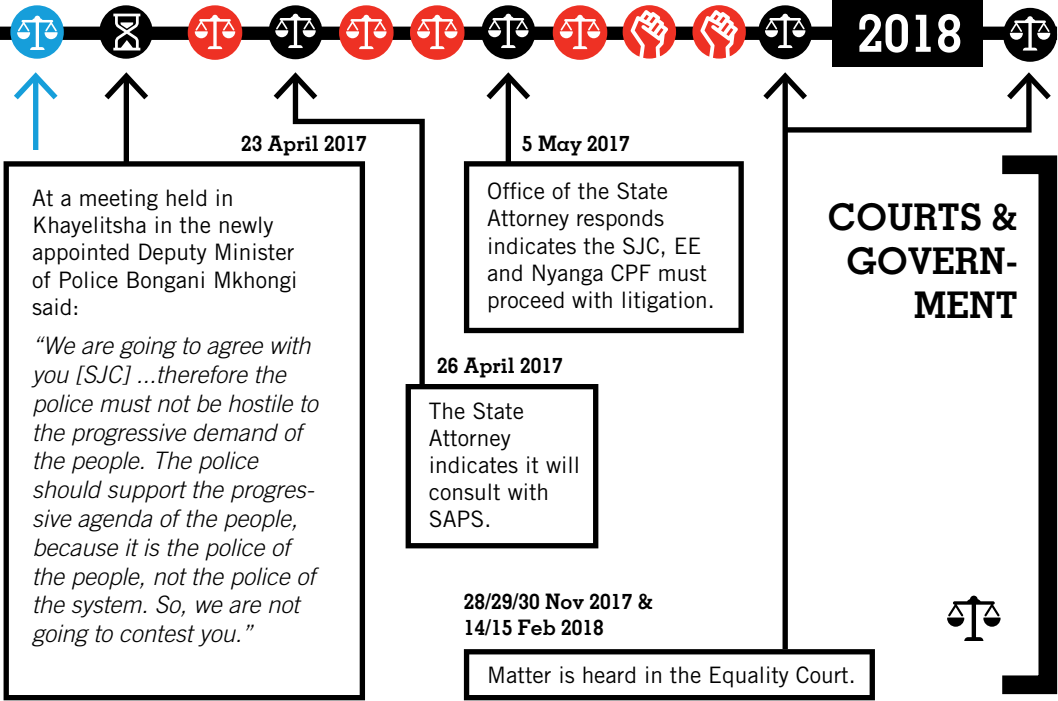 2018
23 April 2017
At a meeting held in
Khayelitsha in the newly
appointed Deputy Minister
of Police Bongani Mkhongi
said:
“We are going to agree with
you [SJC] ...therefore the
police must not be hostile to
the progressive demand of
the people. The police
should support the progres-
sive agenda of the people,
because it is the police of
the people, not the police of
the system. So, we are not
going to contest you.”
26 April 2017
The State
Attorney
indicates it will
consult with
SAPS.
5 May 2017
Office of the State
Attorney responds
indicates the SJC, EE
and Nyanga CPF must
proceed with litigation.
28/29/30 Nov 2017 &
14/15 Feb 2018
Matter is heard in the Equality Court.
COURTS &
GOVERN-
MENT